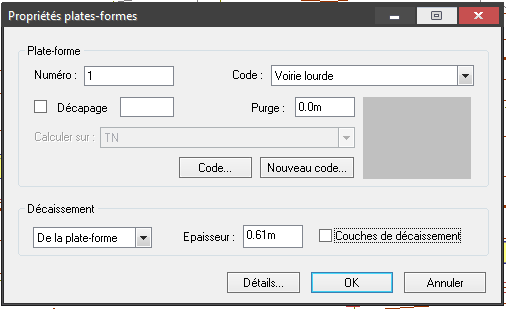 Propriétés plates-formes
Plate-forme
Numéro : 1 Code : Voirie lourde
Décapage Purge : 0.0m
Calculer sur : TN
Code... Nouveau code...
Décaissement
De la plate-forme Epaisseur : 0.61m Couches de décaissement
Détails... OK Annuler